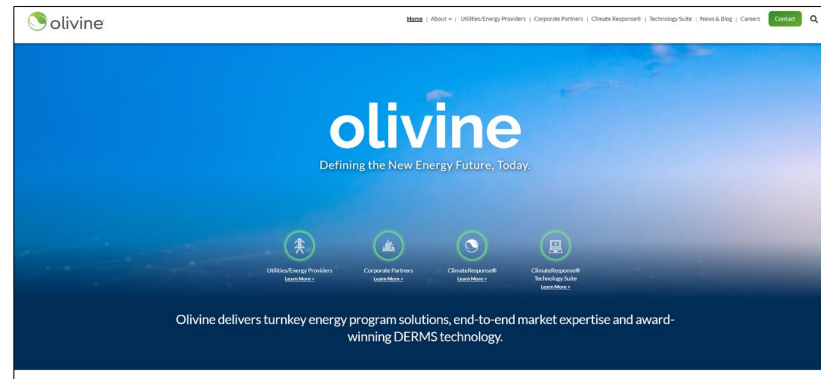 olivine
Home | About | Utilities/Energy Providers | Corporate Partners | Climate Response® | Technology Suite | News & Blog | Careers Contact
olivine
Defining the New Energy Future, Today.
Utilities/Energy Providers Corporate Partners ClimateResponse® ClimateResponse®
Learn More > Learn More > Learn More > Technology Suite
Learn More >
Olivine delivers turnkey energy program solutions, end-to-end market expertise and award-
winning DERMS technology.